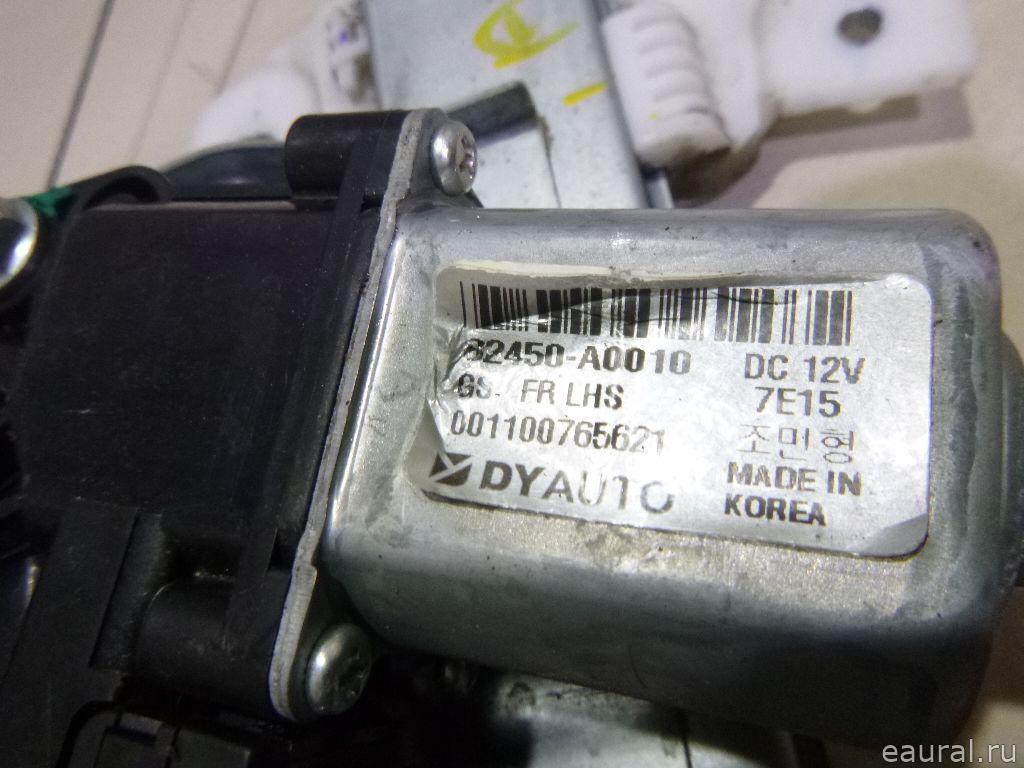 82450-A0010 DC 12V
GS. FR LHS 7E15
001100765621 조민형
DYAUTO MADE IN
KOREA
eaural.ru